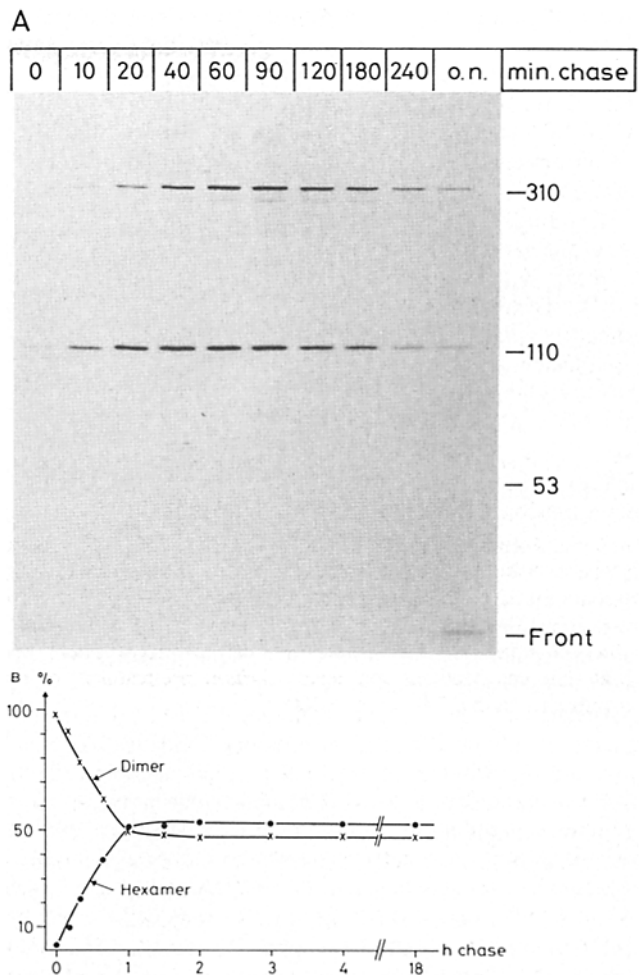 A
0 10 20 40 60 90 120 180 240 o.n. min.chase
—310
—110
—53
—Front
B %
100
Dimer
50
Hexamer
10
0 1 2 3 4 18 h chase